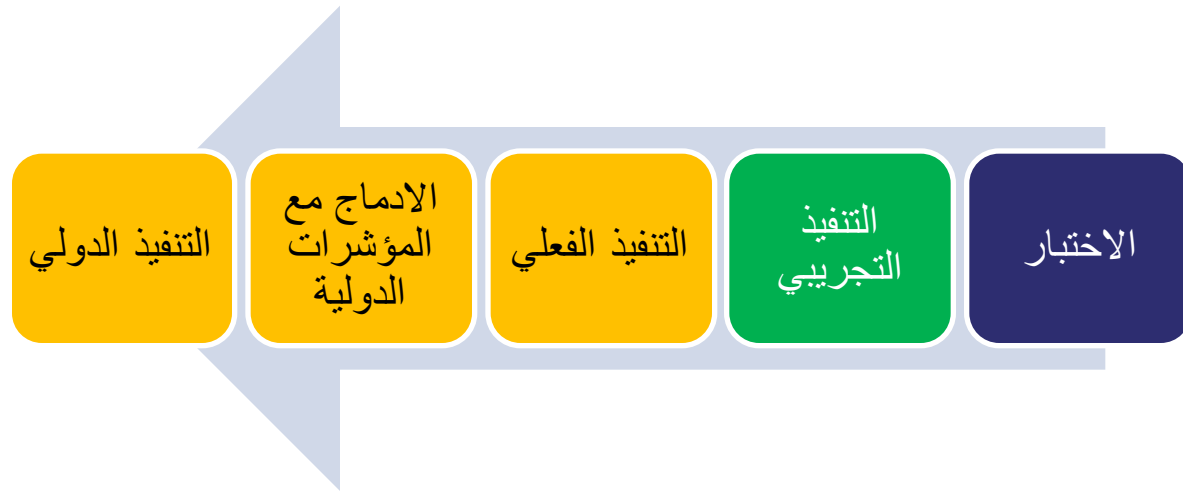 الاختبار
التنفيذ
التجريبي
التنفيذ الفعلي
الادماج مع
المؤشرات
الدولية
التنفيذ الدولي